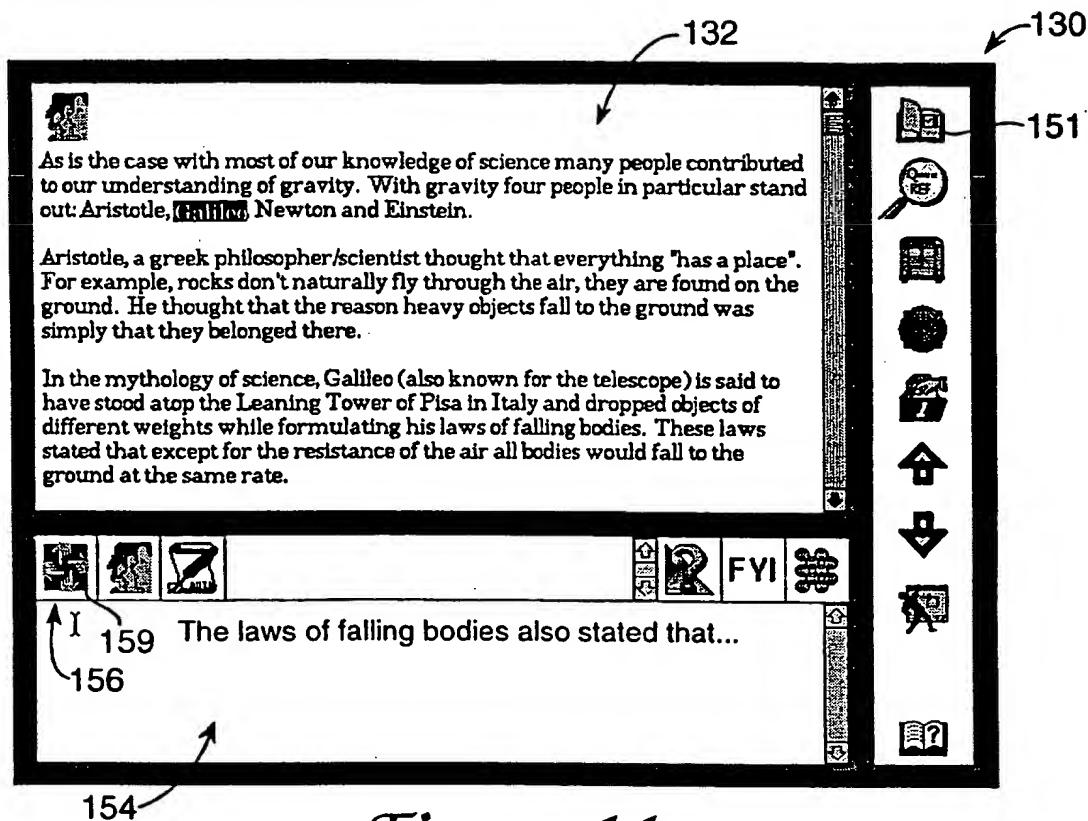 132
130
151
REF
As is the case with most of our knowledge of science many people contributed
to our understanding of gravity. With gravity four people in particular stand
out: Aristotle, Galileo, Newton and Einstein.
Aristotle, a greek philosopher/scientist thought that everything "has a place".
For example, rocks don't naturally fly through the air, they are found on the
ground. He thought that the reason heavy objects fall to the ground was
simply that they belonged there.
In the mythology of science, Galileo (also known for the telescope) is said to
have stood atop the Leaning Tower of Pisa in Italy and dropped objects of
different weights while formulating his laws of falling bodies. These laws
stated that except for the resistance of the air all bodies would fall to the
ground at the same rate.
R FYI
159 The laws of falling bodies also stated that...
156
?
154